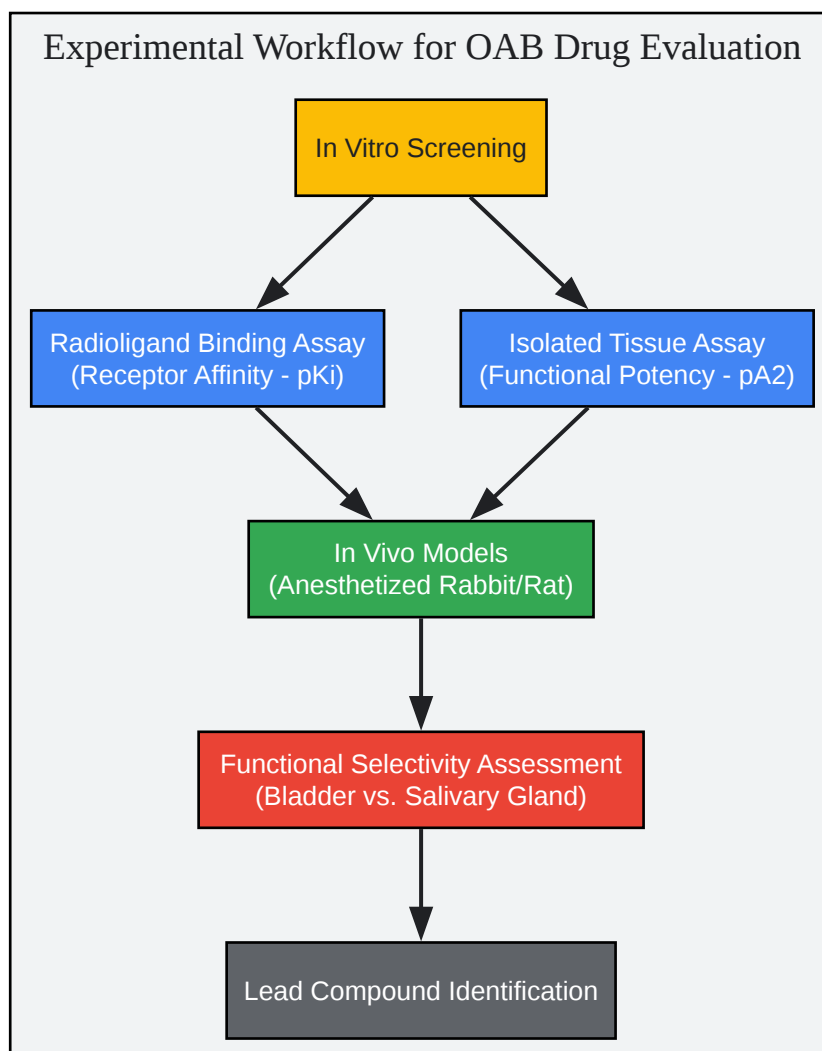 Experimental Workflow for OAB Drug Evaluation
In Vitro Screening
Radioligand Binding Assay
(Receptor Affinity - pKi)
Isolated Tissue Assay
(Functional Potency - pA2)
In Vivo Models
(Anesthetized Rabbit/Rat)
Functional Selectivity Assessment
(Bladder vs. Salivary Gland)
Lead Compound Identification